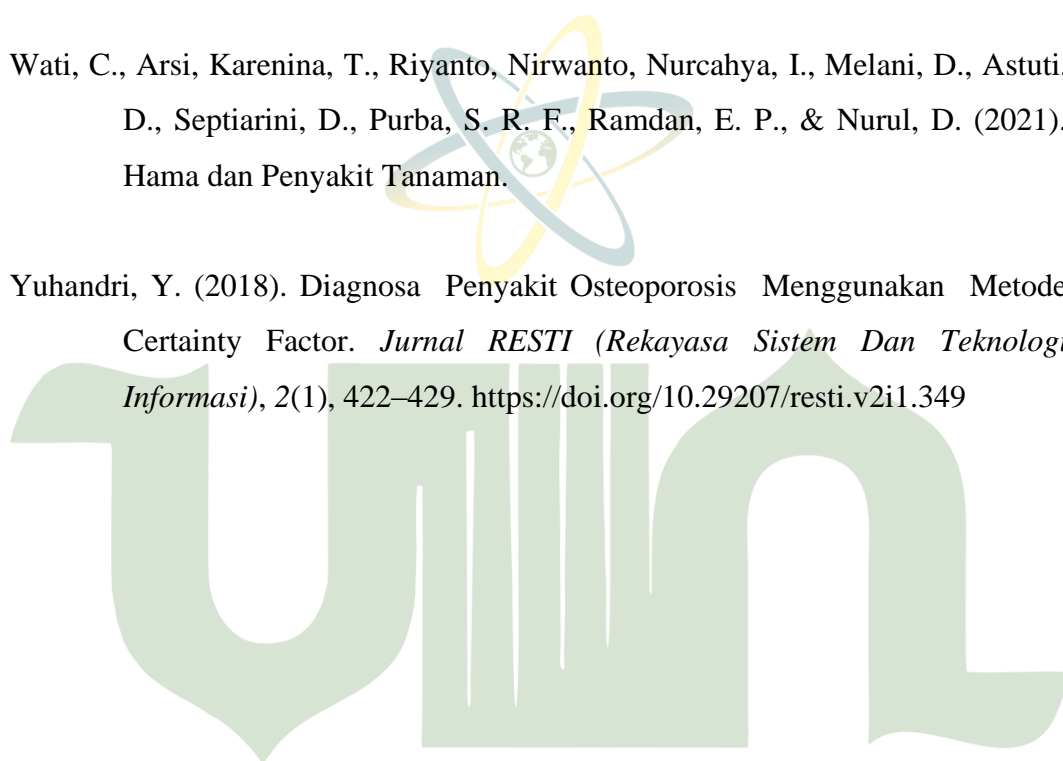 Wati, C., Arsi, Karenina, T., Riyanto, Nirwanto, Nurcahya, I., Melani, D., Astuti,
D., Septiarini, D., Purba, S. R. F., Ramdan, E. P., & Nurul, D. (2021).
Hama dan Penyakit Tanaman.
Yuhandri, Y. (2018). Diagnosa Penyakit Osteoporosis Menggunakan Metode
Certainty Factor. Jurnal RESTI (Rekayasa Sistem Dan Teknologi
Informasi), 2(1), 422–429. https://doi.org/10.29207/resti.v2i1.349